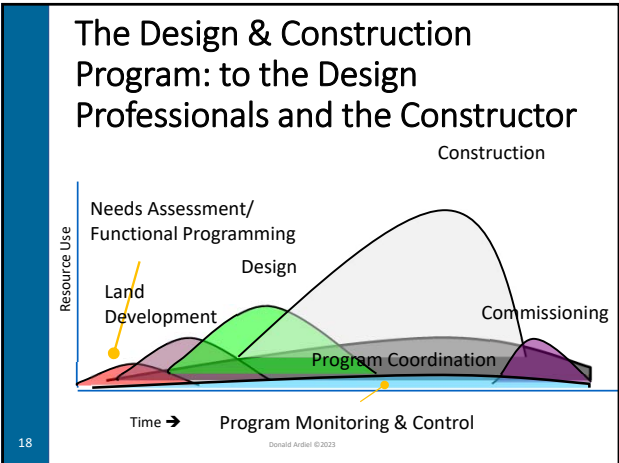 The Design & Construction
Program: to the Design
Professionals and the Constructor
Construction
Needs Assessment/
Functional Programming
Resource Use
Design
Land
Development
Commissioning
Program Coordination
Time ➔
Program Monitoring & Control
18
Donald Ardiel ©2023